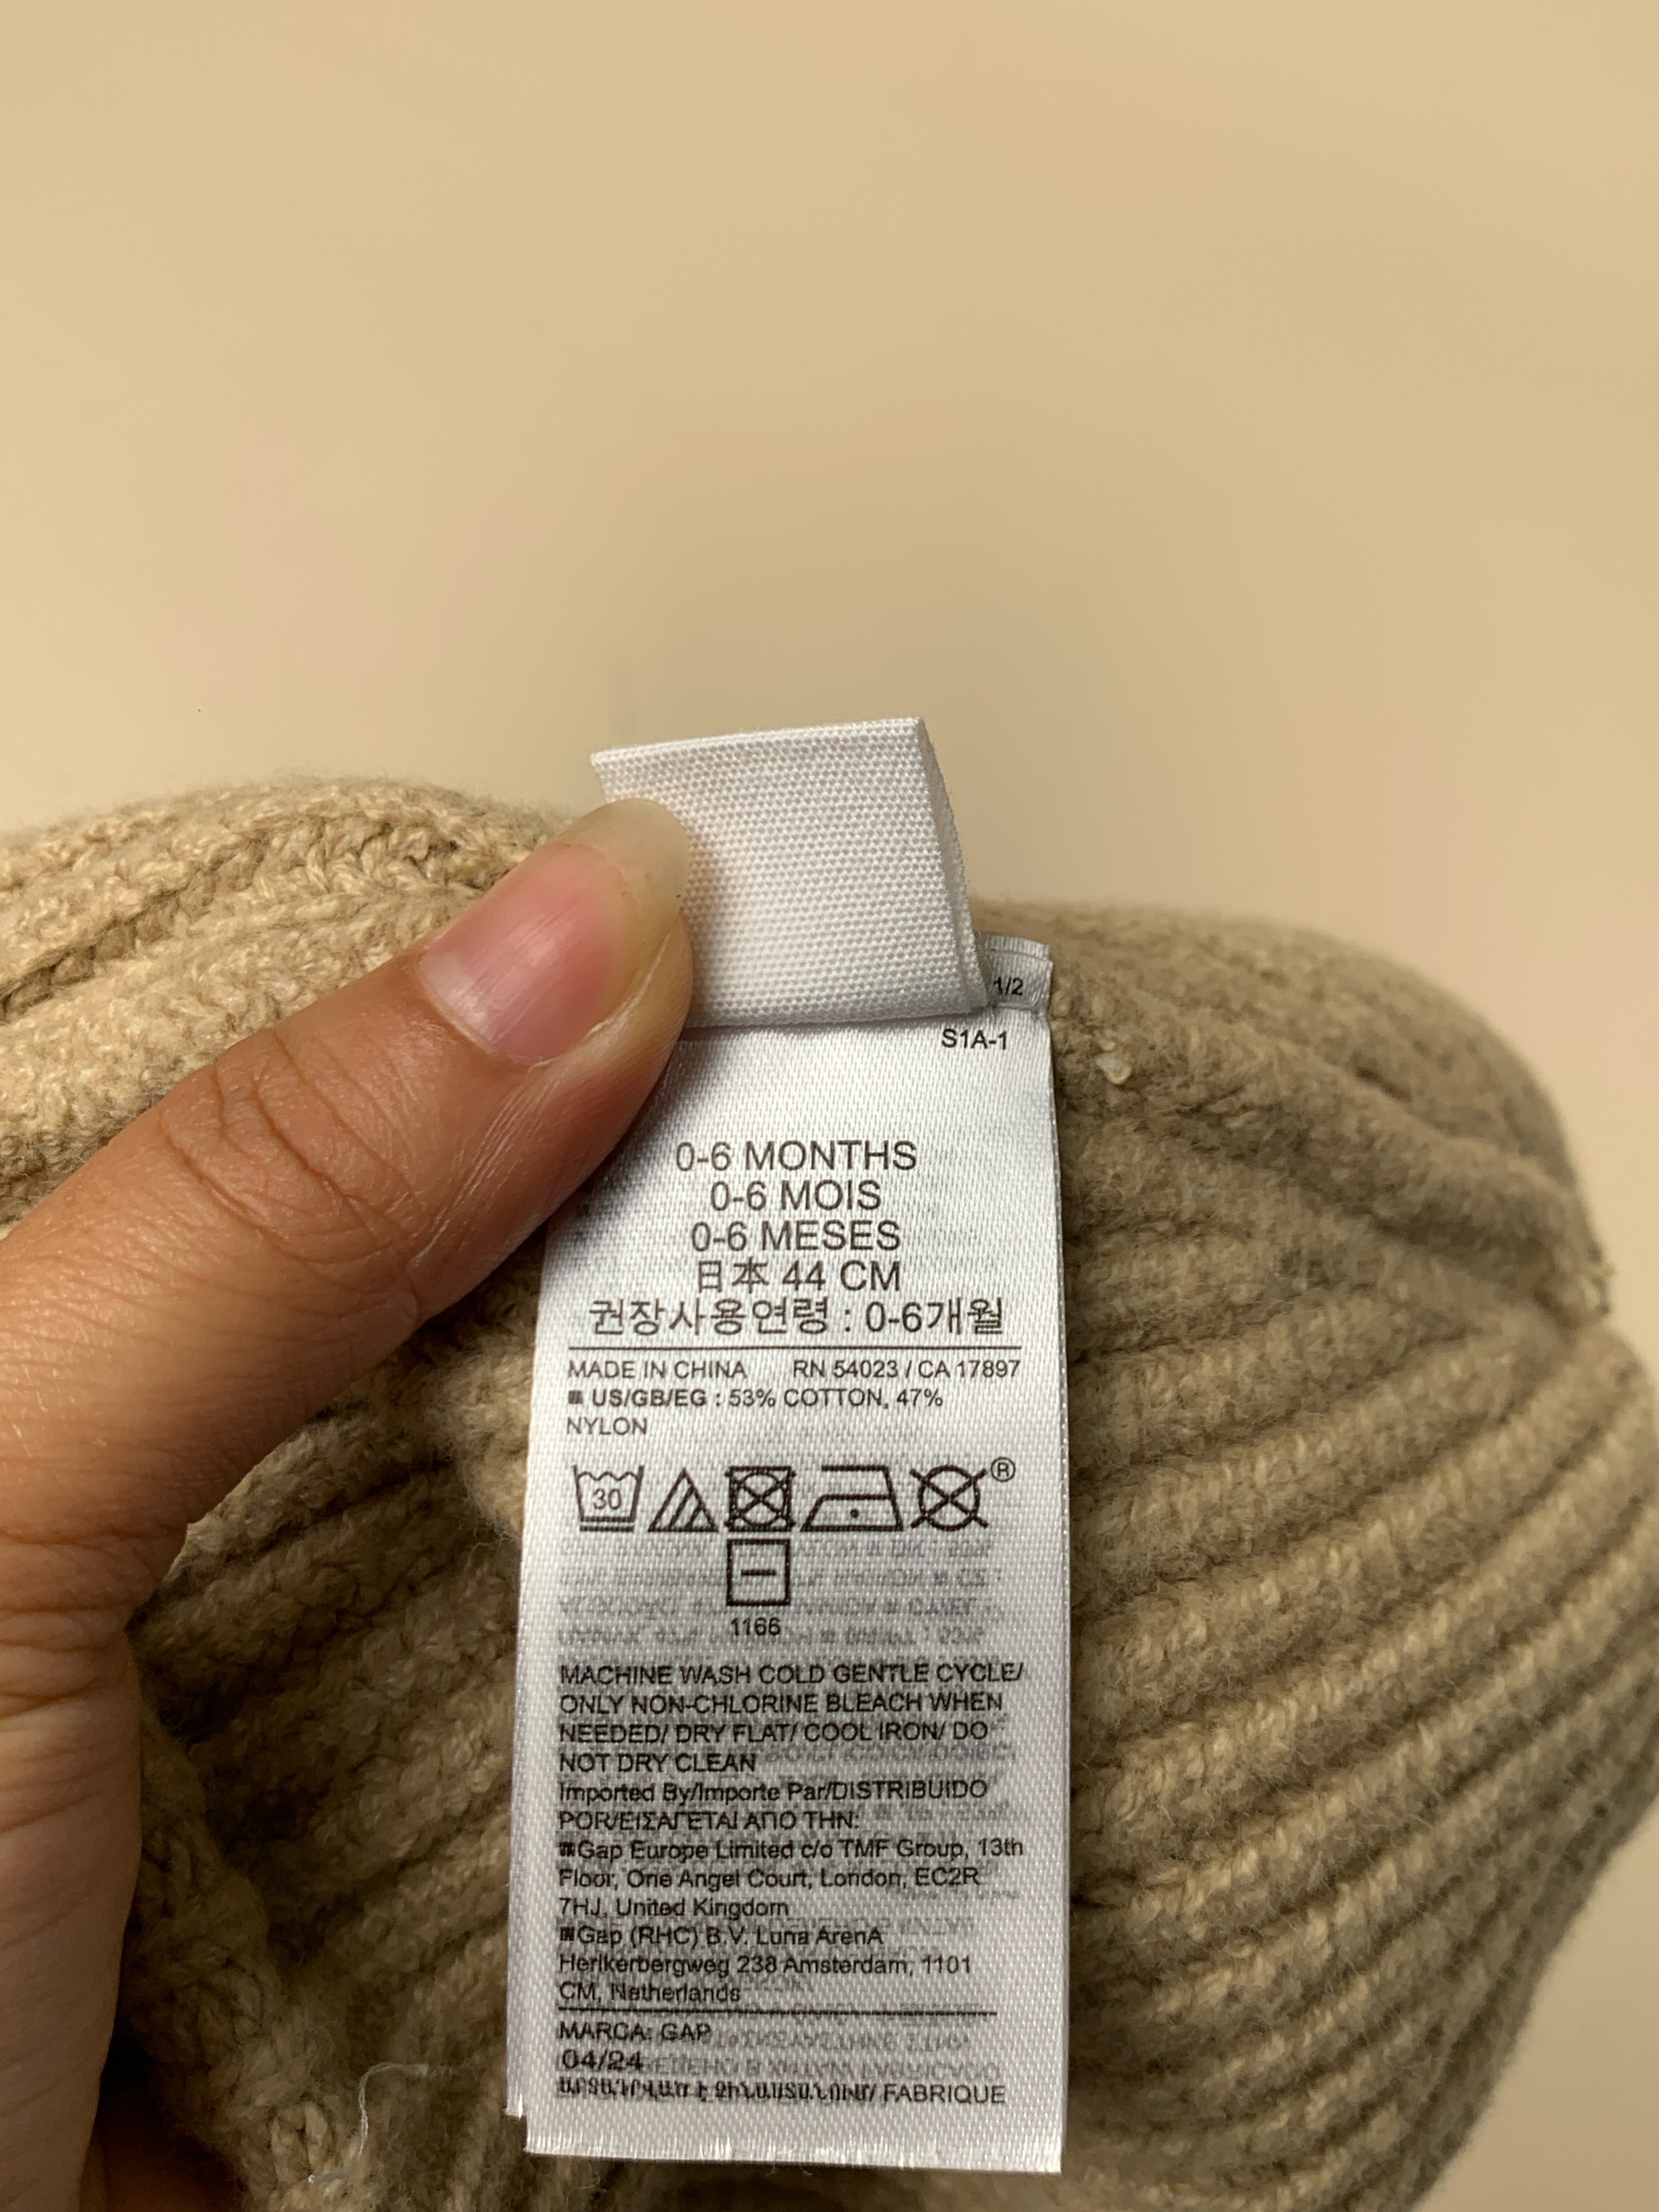 1/2
S1A-1
0-6 MONTHS
0-6 MOIS
0-6 MESES
日本 44 CM
권장사용연령 : 0-6개월
MADE IN CHINA RN 54023 / CA 17897
US/GB/EG : 53% COTTON, 47%
NYLON
30
®
1166
MACHINE WASH COLD GENTLE CYCLE/
ONLY NON-CHLORINE BLEACH WHEN
NEEDED/ DRY FLAT/ COOL IRON/ DO
NOT DRY CLEAN
Imported By/Importe Par/DISTRIBUIDO
POR/ΕΙΣΑΓΕΤΑΙ ΑΠΟ ΤΗΝ:
Gap Europe Limited c/o TMF Group, 13th
Floor, One Angel Court, London, EC2R
7HJ, United Kingdom
Gap (RHC) B.V. Luna ArenA
Herikerbergweg 238 Amsterdam, 1101
CM, Netherlands
MARCA: GAP
04/24
ԱՐՏԱԴՐՎԱԾ Է ՉԻՆԱՍՏԱՆՈՒՄ/ FABRIQUE